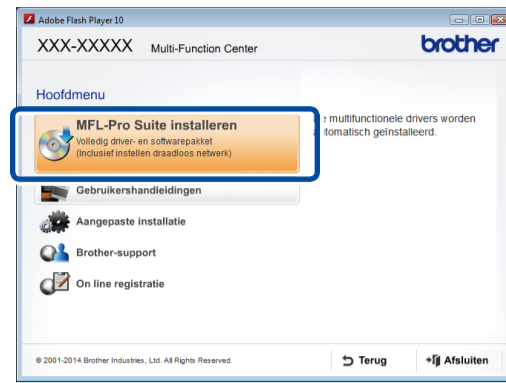 Adobe Flash Player 10
XXX-XXXXX Multi-Function Center
brother
Hoofdmenu
MFL-Pro Suite installeren
Volledig driver- en softwarepakket
(Inclusief instellen draadloos netwerk)
multifunctionele drivers worden
geïnstalleerd.
Gebruikershandleidingen
Aangepaste installatie
Brother-support
On line registratie
© 2001-2014 Brother Industries, Ltd. All Rights Reserved.
Terug
Afsluiten